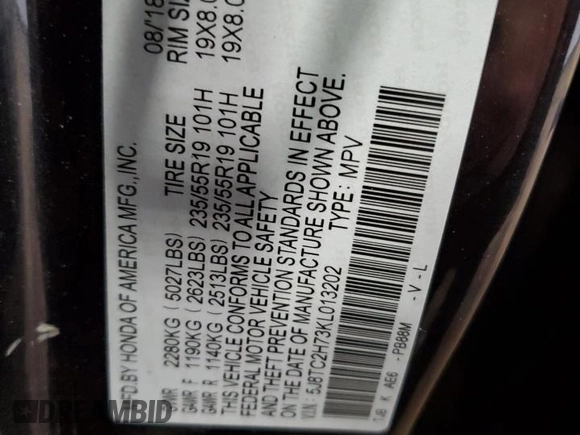 MFD.BY HONDA OF AMERICA MFG.,INC. 08/18
GVWR 2280KG (5027LBS) TIRE SIZE RIM SIZ
GAWR F 1190KG (2623LBS) 235/55R19 101H 19X8.0
GAWR R 1140KG (2513LBS) 235/55R19 101H 19X8.0
THIS VEHICLE CONFORMS TO ALL APPLICABLE
FEDERAL MOTOR VEHICLE SAFETY
AND THEFT PREVENTION STANDARDS IN EFFECT
ON THE DATE OF MANUFACTURE SHOWN ABOVE.
V.I.N.: 5J8TC2H73KL013202 TYPE: MPV
TJB K AE6 -PB88M -V-L
DREAMBID